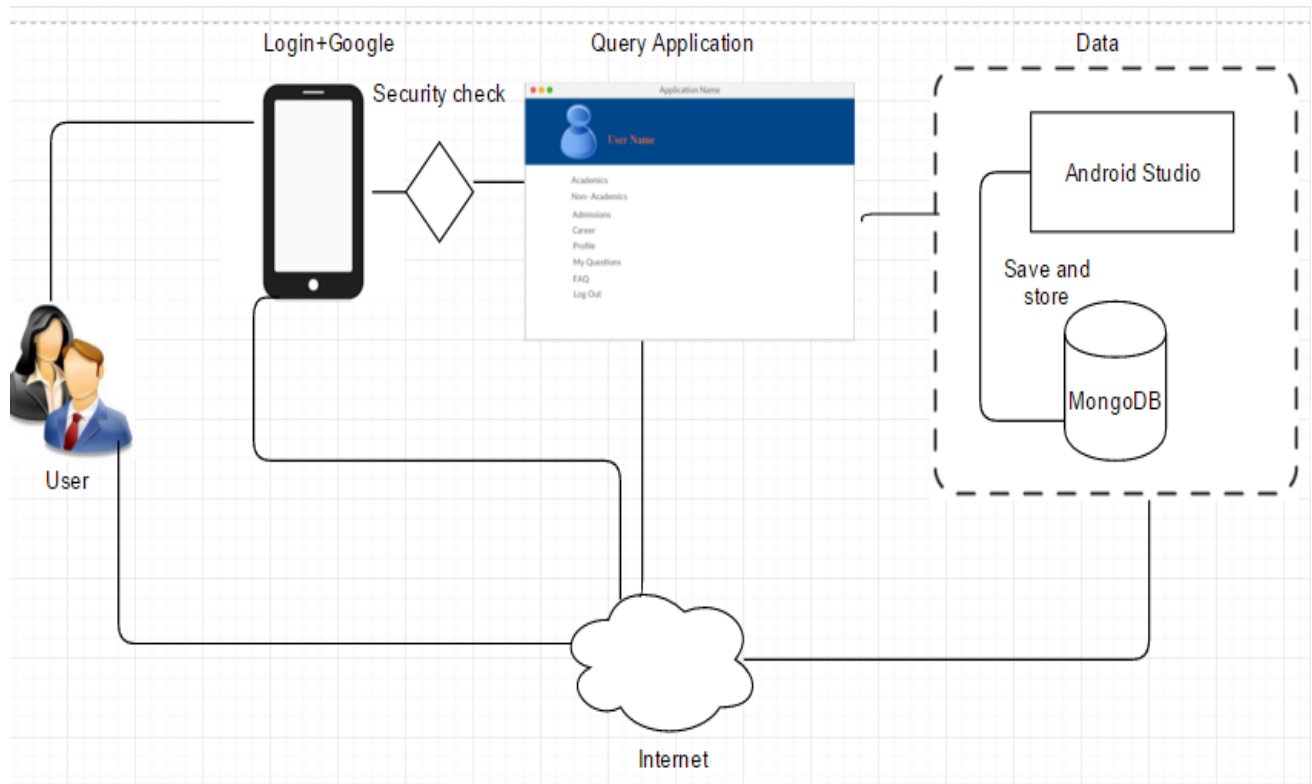 Login+Google
Query Application
Data
Security check
Application Name
User Name
Academics
Non- Academics
Admissions
Career
Profile
My Questions
FAQ
Log Out
Android Studio
Save and
store
MongoDB
User
Internet